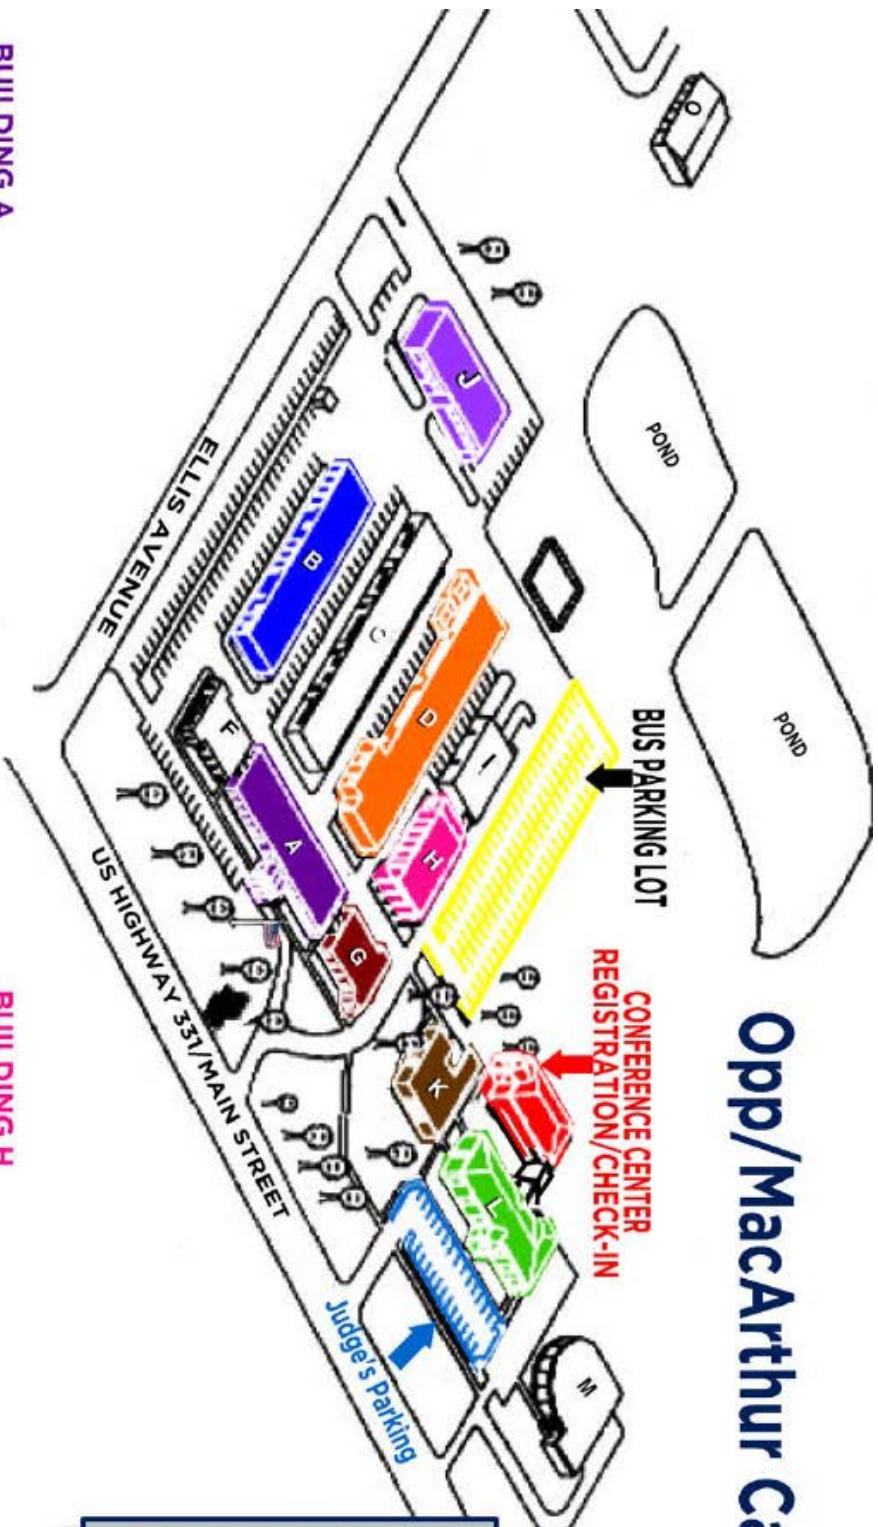 Opp/MacArthur Ca
O
POND
POND
J
BUS PARKING LOT
CONFERENCE CENTER
REGISTRATION/CHECK-IN
B
C
D
I
H
F
A
G
K
L
M
ELLIS AVENUE
US HIGHWAY 331/MAIN STREET
Judge's Parking
BUILDING A
BUILDING H